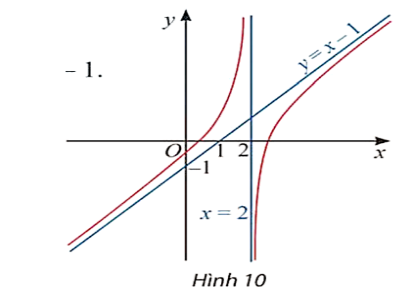 y
y = x – 1
– 1.
O
1
2
x
–1
x = 2
Hình 10